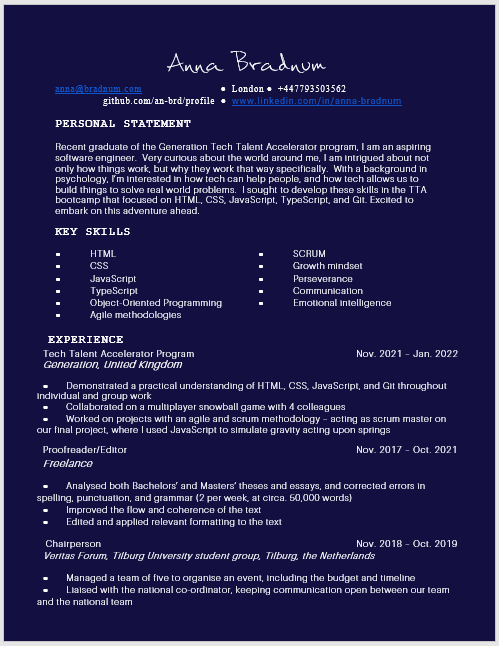 Anna Bradnum
anna@bradnum.com ● London ● +447793503562
github.com/an-brd/profile ● www.linkedin.com/in/anna-bradnum
PERSONAL STATEMENT
Recent graduate of the Generation Tech Talent Accelerator program, I am an aspiring
software engineer. Very curious about the world around me, I am intrigued about not
only how things work, but why they work that way specifically. With a background in
psychology, I'm interested in how tech can help people, and how tech allows us to
build things to solve real world problems. I sought to develop these skills in the TTA
bootcamp that focused on HTML, CSS, JavaScript, TypeScript, and Git. Excited to
embark on this adventure ahead.
KEY SKILLS
• HTML • SCRUM
• CSS • Growth mindset
• JavaScript • Perseverance
• TypeScript • Communication
• Object-Oriented Programming • Emotional intelligence
• Agile methodologies
EXPERIENCE
Tech Talent Accelerator Program Nov. 2021 - Jan. 2022
Generation, United Kingdom
• Demonstrated a practical understanding of HTML, CSS, JavaScript, and Git throughout
individual and group work
• Collaborated on a multiplayer snowball game with 4 colleagues
• Worked on projects with an agile and scrum methodology - acting as scrum master on
our final project, where I used JavaScript to simulate gravity acting upon springs
Proofreader/Editor Nov. 2017 - Oct. 2021
Freelance
• Analysed both Bachelors' and Masters' theses and essays, and corrected errors in
spelling, punctuation, and grammar (2 per week, at circa. 50,000 words)
• Improved the flow and coherence of the text
• Edited and applied relevant formatting to the text
Chairperson Nov. 2018 - Oct. 2019
Veritas Forum, Tilburg University student group, Tilburg, the Netherlands
• Managed a team of five to organise an event, including the budget and timeline
• Liaised with the national co-ordinator, keeping communication open between our team
and the national team